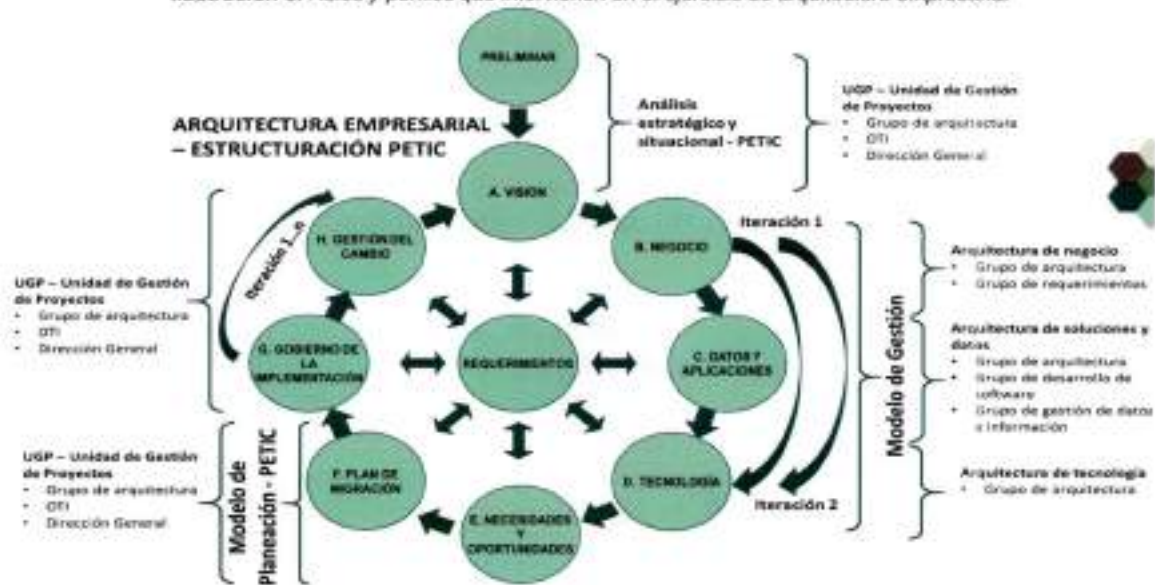 PRELIMINAR
ARQUITECTURA EMPRESARIAL
– ESTRUCTURACIÓN PETIC
Análisis
estratégico y
situacional - PETIC
UGP – Unidad de Gestión
de Proyectos
• Grupo de arquitectura
• OTI
• Dirección General
A. VISION
H. GESTIÓN DEL
CAMBIO
B. NEGOCIO
Iteración 1
Iteración 1...n
UGP – Unidad de Gestión
de Proyectos
• Grupo de arquitectura
• OTI
• Dirección General
G. GOBIERNO DE
LA
IMPLEMENTACIÓN
REQUERIMIENTOS
C. DATOS Y
APLICACIONES
Modelo de Gestión
Arquitectura de negocio
• Grupo de arquitectura
• Grupo de requerimientos
Arquitectura de soluciones y
datos
• Grupo de arquitectura
• Grupo de desarrollo de
software
• Grupo de gestión de datos
e información
Arquitectura de tecnología
• Grupo de arquitectura
UGP – Unidad de Gestión
de Proyectos
• Grupo de arquitectura
• OTI
• Dirección General
Modelo de
Planeación - PETIC
F. PLAN DE
MIGRACIÓN
D. TECNOLOGÍA
Iteración 2
E. NECESIDADES
Y
OPORTUNIDADES